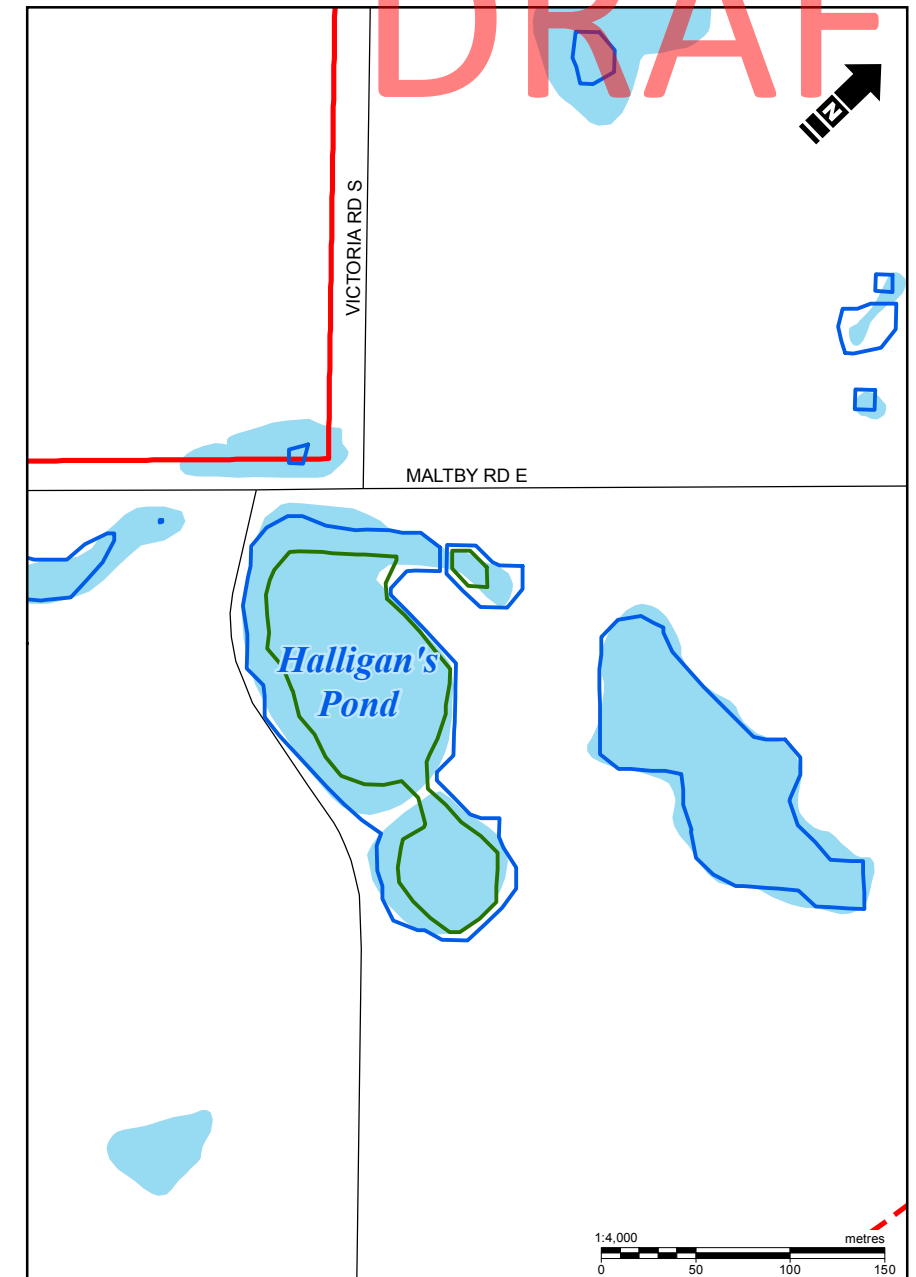 DRAF
N
VICTORIA RD S
MALTBY RD E
Halligan's
Pond
1:4,000 metres
0 50 100 150